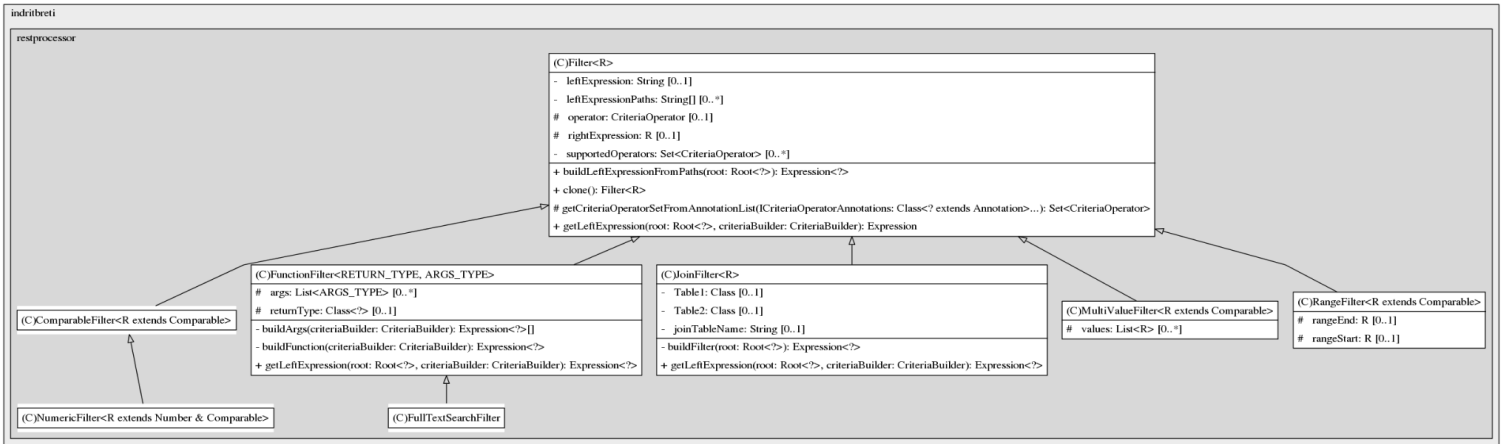 indritbreti
restprocessor
(C)Filter<R>
- leftExpression: String [0..1]
- leftExpressionPaths: String[] [0..*]
# operator: CriteriaOperator [0..1]
# rightExpression: R [0..1]
- supportedOperators: Set<CriteriaOperator> [0..*]
+ buildLeftExpressionFromPaths(root: Root<?>): Expression<?>
+ clone(): Filter<R>
# getCriteriaOperatorSetFromAnnotationList(ICriteriaOperatorAnnotations: Class<? extends Annotation>...): Set<CriteriaOperator>
+ getLeftExpression(root: Root<?>, criteriaBuilder: CriteriaBuilder): Expression
(C)ComparableFilter<R extends Comparable>
(C)FunctionFilter<RETURN_TYPE, ARGS_TYPE>
# args: List<ARGS_TYPE> [0..*]
# returnType: Class<?> [0..1]
- buildArgs(criteriaBuilder: CriteriaBuilder): Expression<?>[]
- buildFunction(criteriaBuilder: CriteriaBuilder): Expression<?>
+ getLeftExpression(root: Root<?>, criteriaBuilder: CriteriaBuilder): Expression<?>
(C)JoinFilter<R>
- Table1: Class [0..1]
- Table2: Class [0..1]
- joinTableName: String [0..1]
- buildFilter(root: Root<?>): Expression<?>
+ getLeftExpression(root: Root<?>, criteriaBuilder: CriteriaBuilder): Expression<?>
(C)MultiValueFilter<R extends Comparable>
# values: List<R> [0..*]
(C)RangeFilter<R extends Comparable>
# rangeEnd: R [0..1]
# rangeStart: R [0..1]
(C)NumericFilter<R extends Number & Comparable>
(C)FullTextSearchFilter